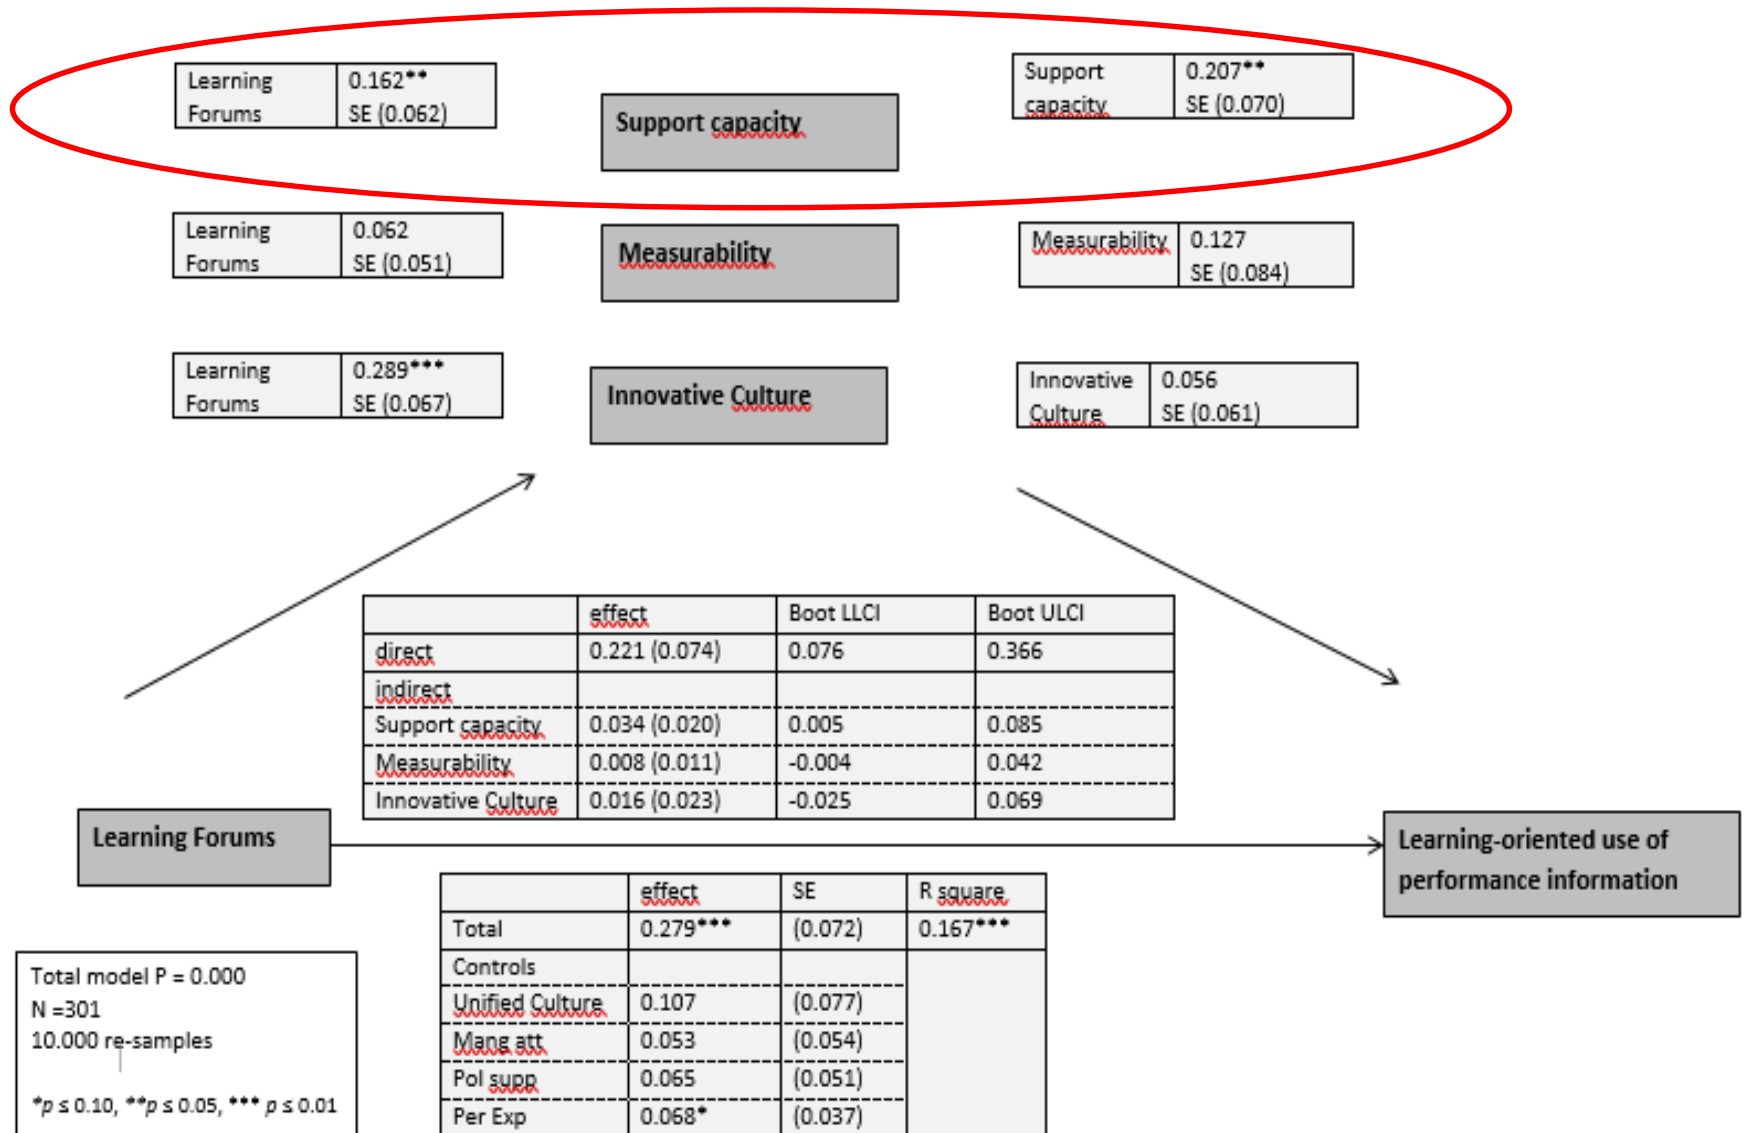 Learning 0.162**
Forums SE (0.062)
Support capacity
Support 0.207**
capacity SE (0.070)
Learning 0.062
Forums SE (0.051)
Measurability
Measurability 0.127
SE (0.084)
Learning 0.289***
Forums SE (0.067)
Innovative Culture
Innovative 0.056
Culture SE (0.061)
effect Boot LLCI Boot ULCI
direct 0.221 (0.074) 0.076 0.366
indirect
Support capacity 0.034 (0.020) 0.005 0.085
Measurability 0.008 (0.011) -0.004 0.042
Innovative Culture 0.016 (0.023) -0.025 0.069
Learning Forums
Learning-oriented use of
performance information
effect SE R square
Total 0.279*** (0.072) 0.167***
Controls
Unified Culture 0.107 (0.077)
Mang att 0.053 (0.054)
Pol supp 0.065 (0.051)
Per Exp 0.068* (0.037)
Total model P = 0.000
N =301
10.000 re-samples
*p ≤ 0.10, **p ≤ 0.05, *** p ≤ 0.01